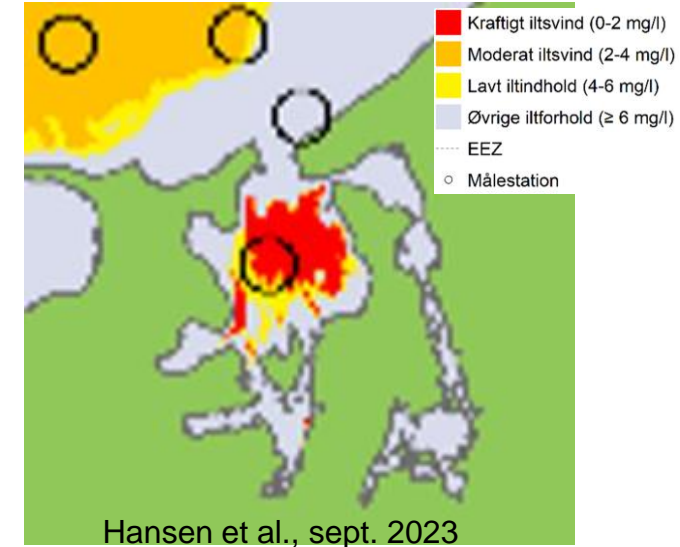 Kraftigt iltsvind (0-2 mg/l)
Moderat iltsvind (2-4 mg/l)
Lavt iltindhold (4-6 mg/l)
Øvrige iltforhold (≥ 6 mg/l)
EEZ
Målestation
Hansen et al., sept. 2023